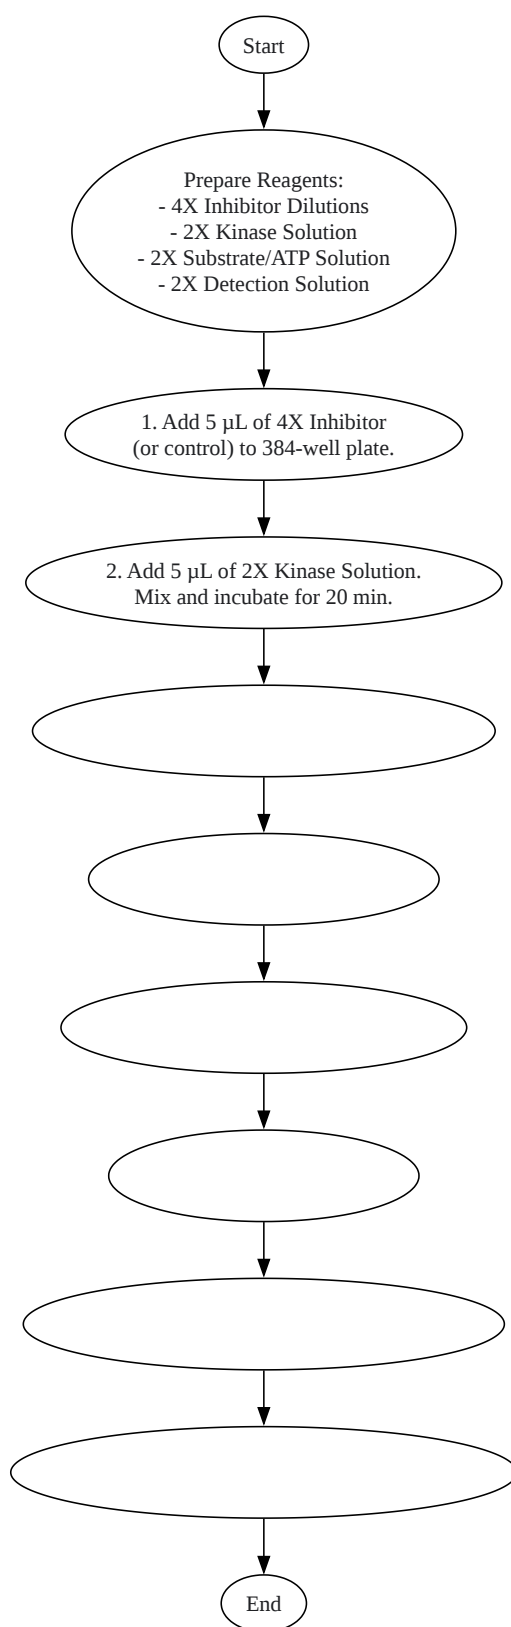 Start
Prepare Reagents:
- 4X Inhibitor Dilutions
- 2X Kinase Solution
- 2X Substrate/ATP Solution
- 2X Detection Solution
1. Add 5 µL of 4X Inhibitor
(or control) to 384-well plate.
2. Add 5 µL of 2X Kinase Solution.
Mix and incubate for 20 min.
End